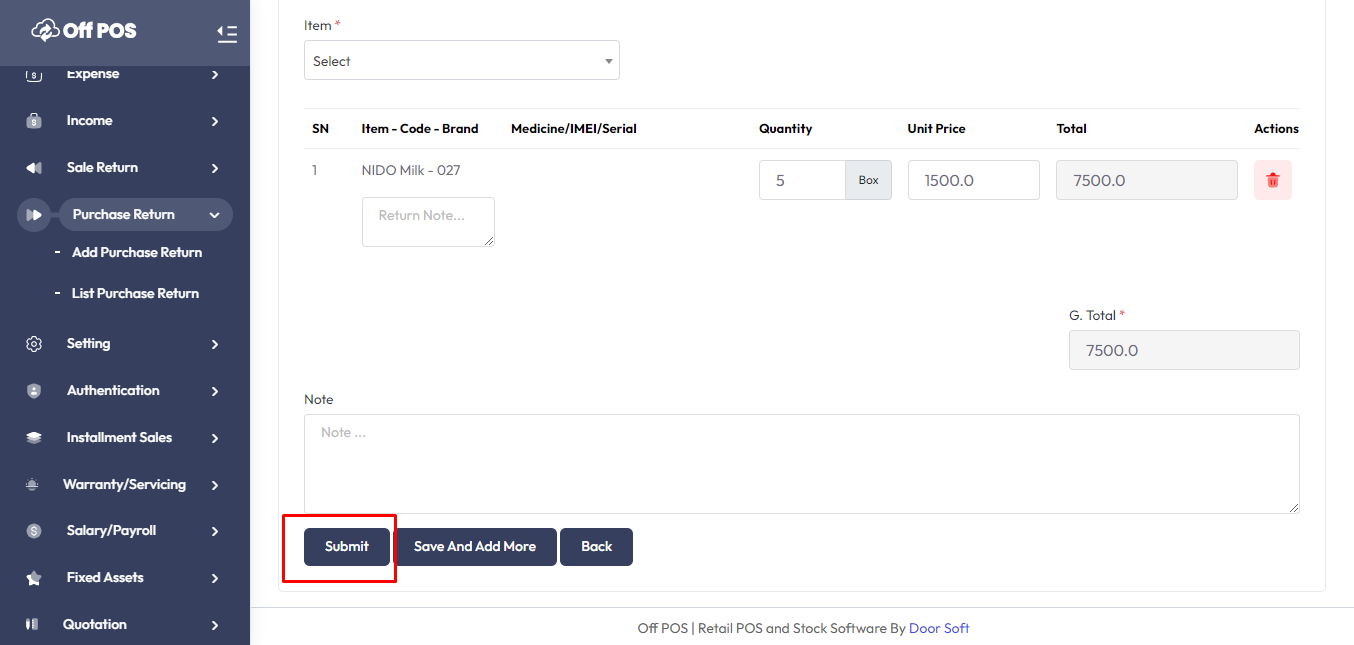 Off POS
Expense
Income
Sale Return
Purchase Return
- Add Purchase Return
- List Purchase Return
Setting
Authentication
Installment Sales
Warranty/Servicing
Salary/Payroll
Fixed Assets
Quotation
Item *
Select
SN Item - Code - Brand Medicine/IMEI/Serial Quantity Unit Price Total Actions
1 NIDO Milk - 027 5 Box 1500.0 7500.0
Return Note...
G. Total *
7500.0
Note
Note ...
Submit Save And Add More Back
Off POS | Retail POS and Stock Software By Door Soft